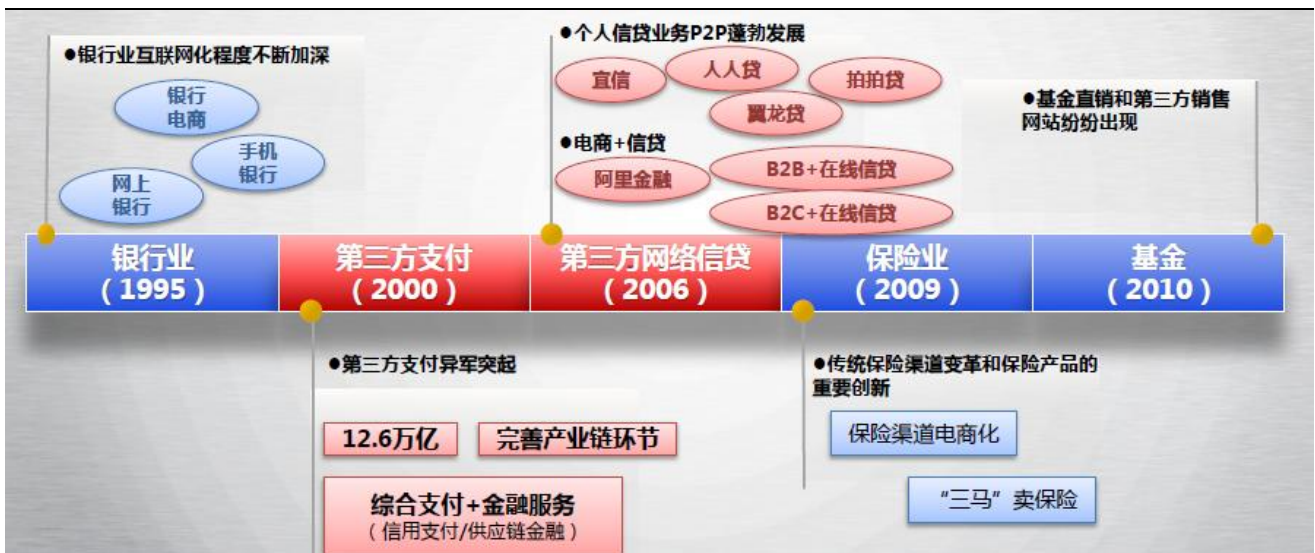 ●银行业互联网化程度不断加深
银行
电商
手机
银行
网上
银行
●个人信贷业务P2P蓬勃发展
宜信
人人贷
拍拍贷
翼龙贷
●电商+信贷
阿里金融
B2B+在线信贷
B2C+在线信贷
●基金直销和第三方销售
网站纷纷出现
银行业
（1995）
第三方支付
（2000）
第三方网络信贷
（2006）
保险业
（2009）
基金
（2010）
●第三方支付异军突起
12.6万亿
完善产业链环节
综合支付+金融服务
（信用支付/供应链金融）
●传统保险渠道变革和保险产品的
重要创新
保险渠道电商化
“三马”卖保险